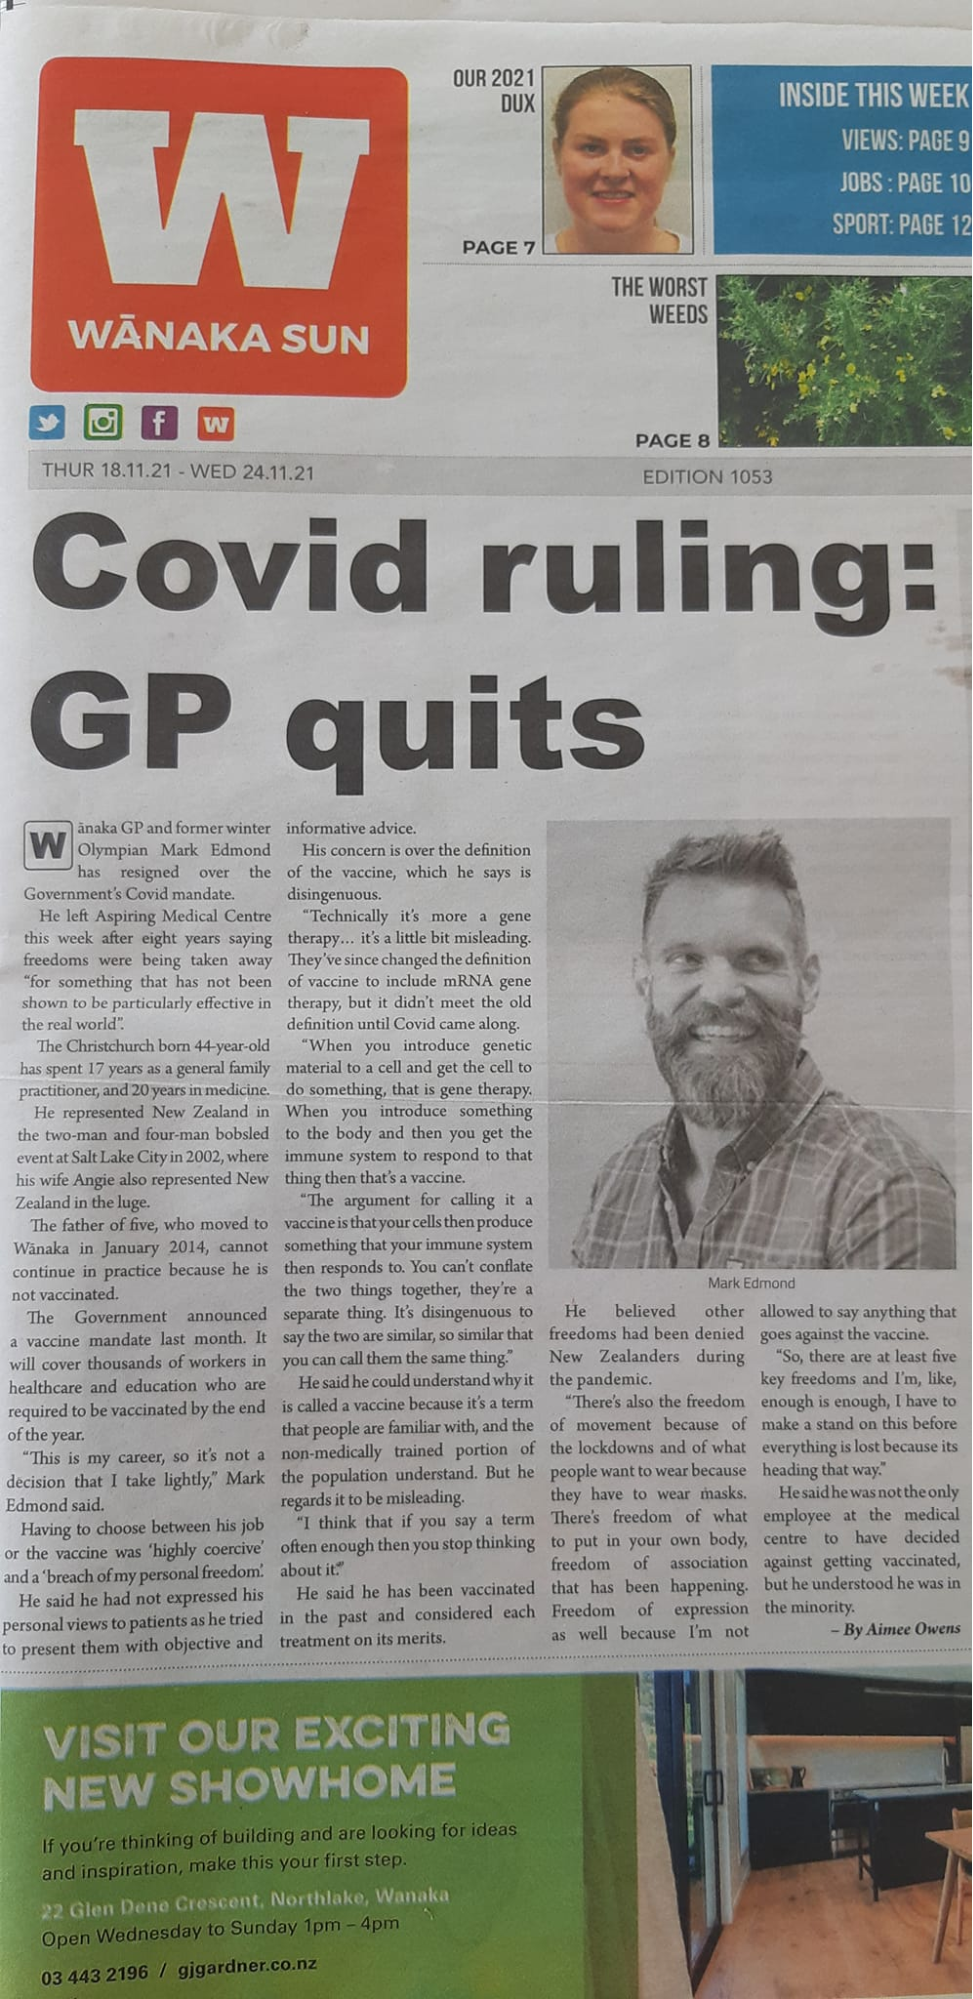 W
WĀNAKA SUN
OUR 2021
DUX
PAGE 7
INSIDE THIS WEEK
VIEWS: PAGE 9
JOBS : PAGE 10
SPORT: PAGE 12
THE WORST
WEEDS
PAGE 8
THUR 18.11.21 - WED 24.11.21
EDITION 1053
Covid ruling:
GP quits
Wānaka GP and former winter
Olympian Mark Edmond
has resigned over the
Government's Covid mandate.
He left Aspiring Medical Centre
this week after eight years saying
freedoms were being taken away
"for something that has not been
shown to be particularly effective in
the real world".
The Christchurch born 44-year-old
has spent 17 years as a general family
practitioner, and 20 years in medicine.
He represented New Zealand in
the two-man and four-man bobsled
event at Salt Lake City in 2002, where
his wife Angie also represented New
Zealand in the luge.
The father of five, who moved to
Wānaka in January 2014, cannot
continue in practice because he is
not vaccinated.
The Government announced
a vaccine mandate last month. It
will cover thousands of workers in
healthcare and education who are
required to be vaccinated by the end
of the year.
"This is my career, so it's not a
decision that I take lightly," Mark
Edmond said.
Having to choose between his job
or the vaccine was 'highly coercive'
and a 'breach of my personal freedom'.
He said he had not expressed his
personal views to patients as he tried
to present them with objective and
informative advice.
His concern is over the definition
of the vaccine, which he says is
disingenuous.
"Technically it's more a gene
therapy... it's a little bit misleading.
They've since changed the definition
of vaccine to include mRNA gene
therapy, but it didn't meet the old
definition until Covid came along.
"When you introduce genetic
material to a cell and get the cell to
do something, that is gene therapy.
When you introduce something
to the body and then you get the
immune system to respond to that
thing then that's a vaccine.
"The argument for calling it a
vaccine is that your cells then produce
something that your immune system
then responds to. You can't conflate
the two things together, they're a
separate thing. It's disingenuous to
say the two are similar, so similar that
you can call them the same thing."
He said he could understand why it
is called a vaccine because it's a term
that people are familiar with, and the
non-medically trained portion of
the population understand. But he
regards it to be misleading.
"I think that if you say a term
often enough then you stop thinking
about it."
He said he has been vaccinated
in the past and considered each
treatment on its merits.
Mark Edmond
He believed other
freedoms had been denied
New Zealanders during
the pandemic.
"There's also the freedom
of movement because of
the lockdowns and of what
people want to wear because
they have to wear masks.
There's freedom of what
to put in your own body,
freedom of association
that has been happening.
Freedom of expression
as well because I'm not
allowed to say anything that
goes against the vaccine.
"So, there are at least five
key freedoms and I'm, like,
enough is enough, I have to
make a stand on this before
everything is lost because its
heading that way."
He said he was not the only
employee at the medical
centre to have decided
against getting vaccinated,
but he understood he was in
the minority.
– By Aimee Owens
VISIT OUR EXCITING
NEW SHOWHOME
If you're thinking of building and are looking for ideas
and inspiration, make this your first step.
22 Glen Dene Crescent, Northlake, Wanaka
Open Wednesday to Sunday 1pm – 4pm
03 443 2196 / gjgardner.co.nz